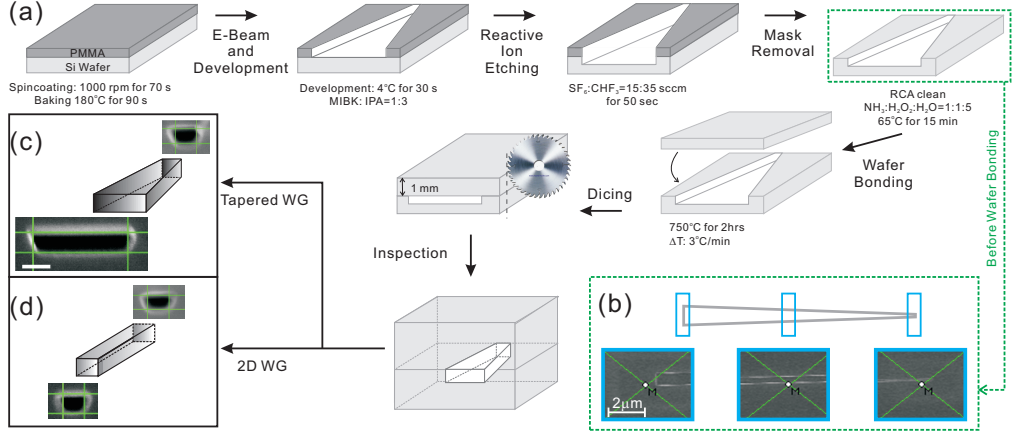 (a)
PMMA
Si Wafer
Spincoating: 1000 rpm for 70 s
Baking 180°C for 90 s
E-Beam
and
Development
Development: 4°C for 30 s
MIBK: IPA=1:3
Reactive
Ion
Etching
SF₆:CHF₃=15:35 sccm
for 50 sec
Mask
Removal
RCA clean
NH₃:H₂O₂:H₂O=1:1:5
65°C for 15 min
Wafer
Bonding
750°C for 2hrs
ΔT: 3°C/min
Dicing
1 mm
Inspection
Before Wafer Bonding
(c)
Tapered WG
(d)
2D WG
(b)
2μm
M
M
M